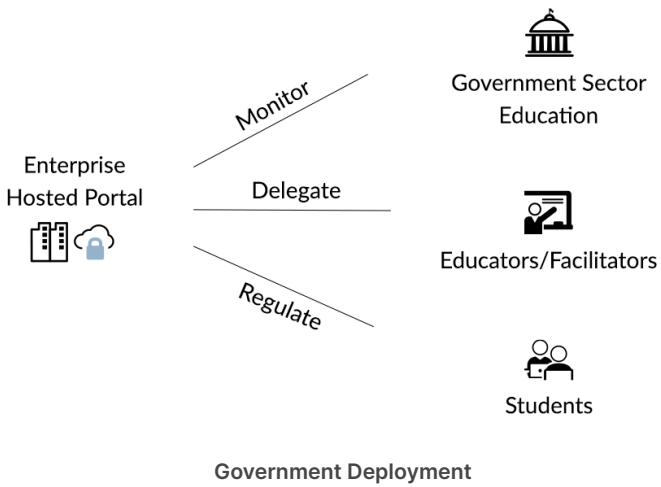 Enterprise
Hosted Portal
Monitor
Delegate
Regulate
Government Sector
Education
Educators/Facilitators
Students
Government Deployment